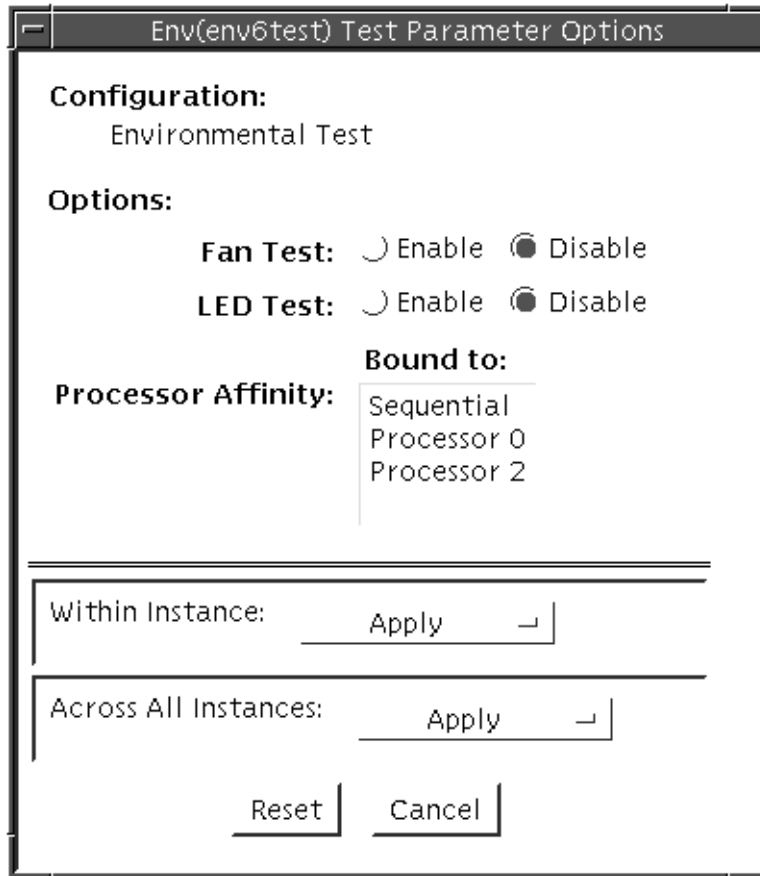 Env(env6test) Test Parameter Options
Configuration:
Environmental Test
Options:
Fan Test: Enable Disable
LED Test: Enable Disable
Bound to:
Processor Affinity:
Sequential
Processor 0
Processor 2
Within Instance: Apply
Across All Instances: Apply
Reset Cancel